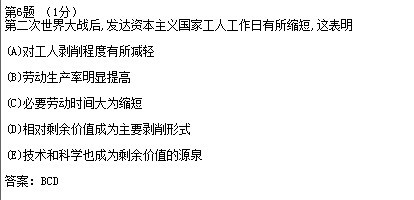 第6题 (1分)
第二次世界大战后,发达资本主义国家工人工作日有所缩短,这表明
(A)对工人剥削程度有所减轻
(B)劳动生产率明显提高
(C)必要劳动时间大为缩短
(D)相对剩余价值成为主要剥削形式
(E)技术和科学也成为剩余价值的源泉
答案：BCD